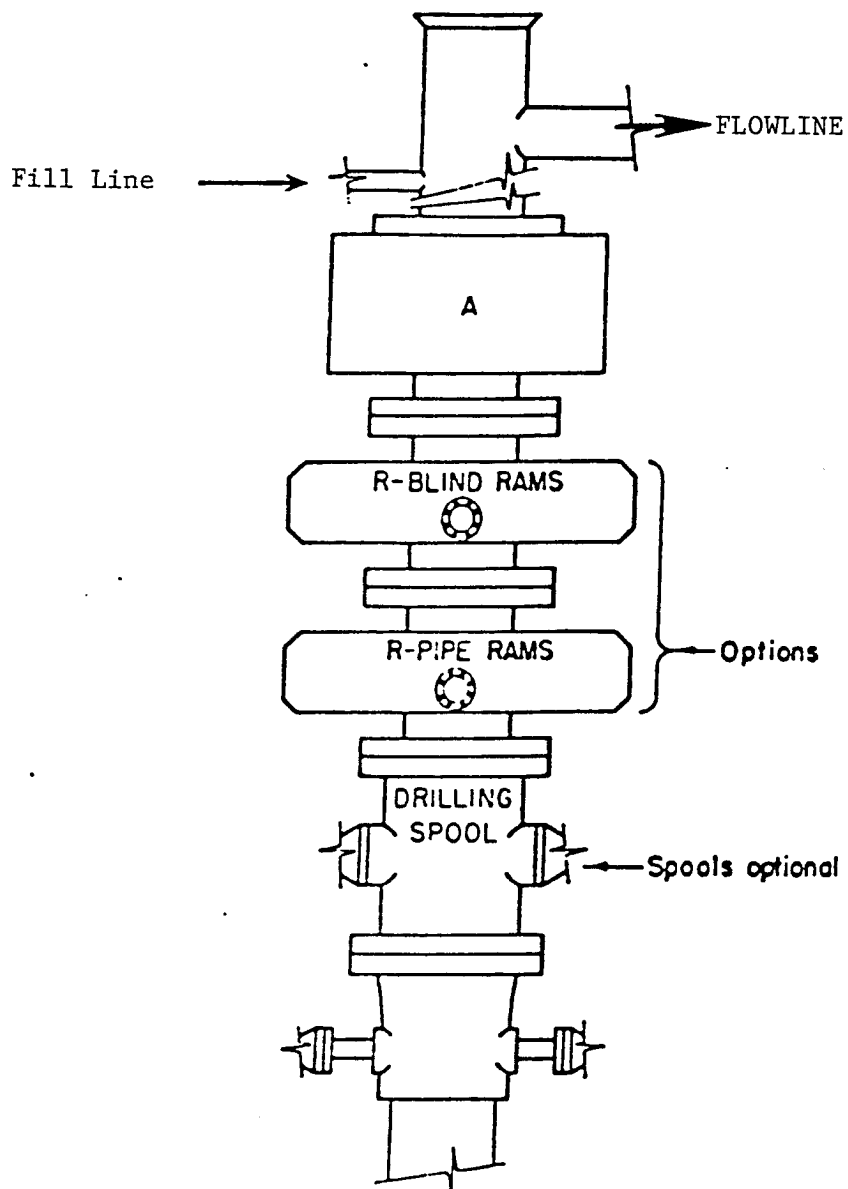 FLOWLINE
Fill Line
A
R-BLIND RAMS
R-PIPE RAMS
Options
DRILLING
SPOOL
Spools optional